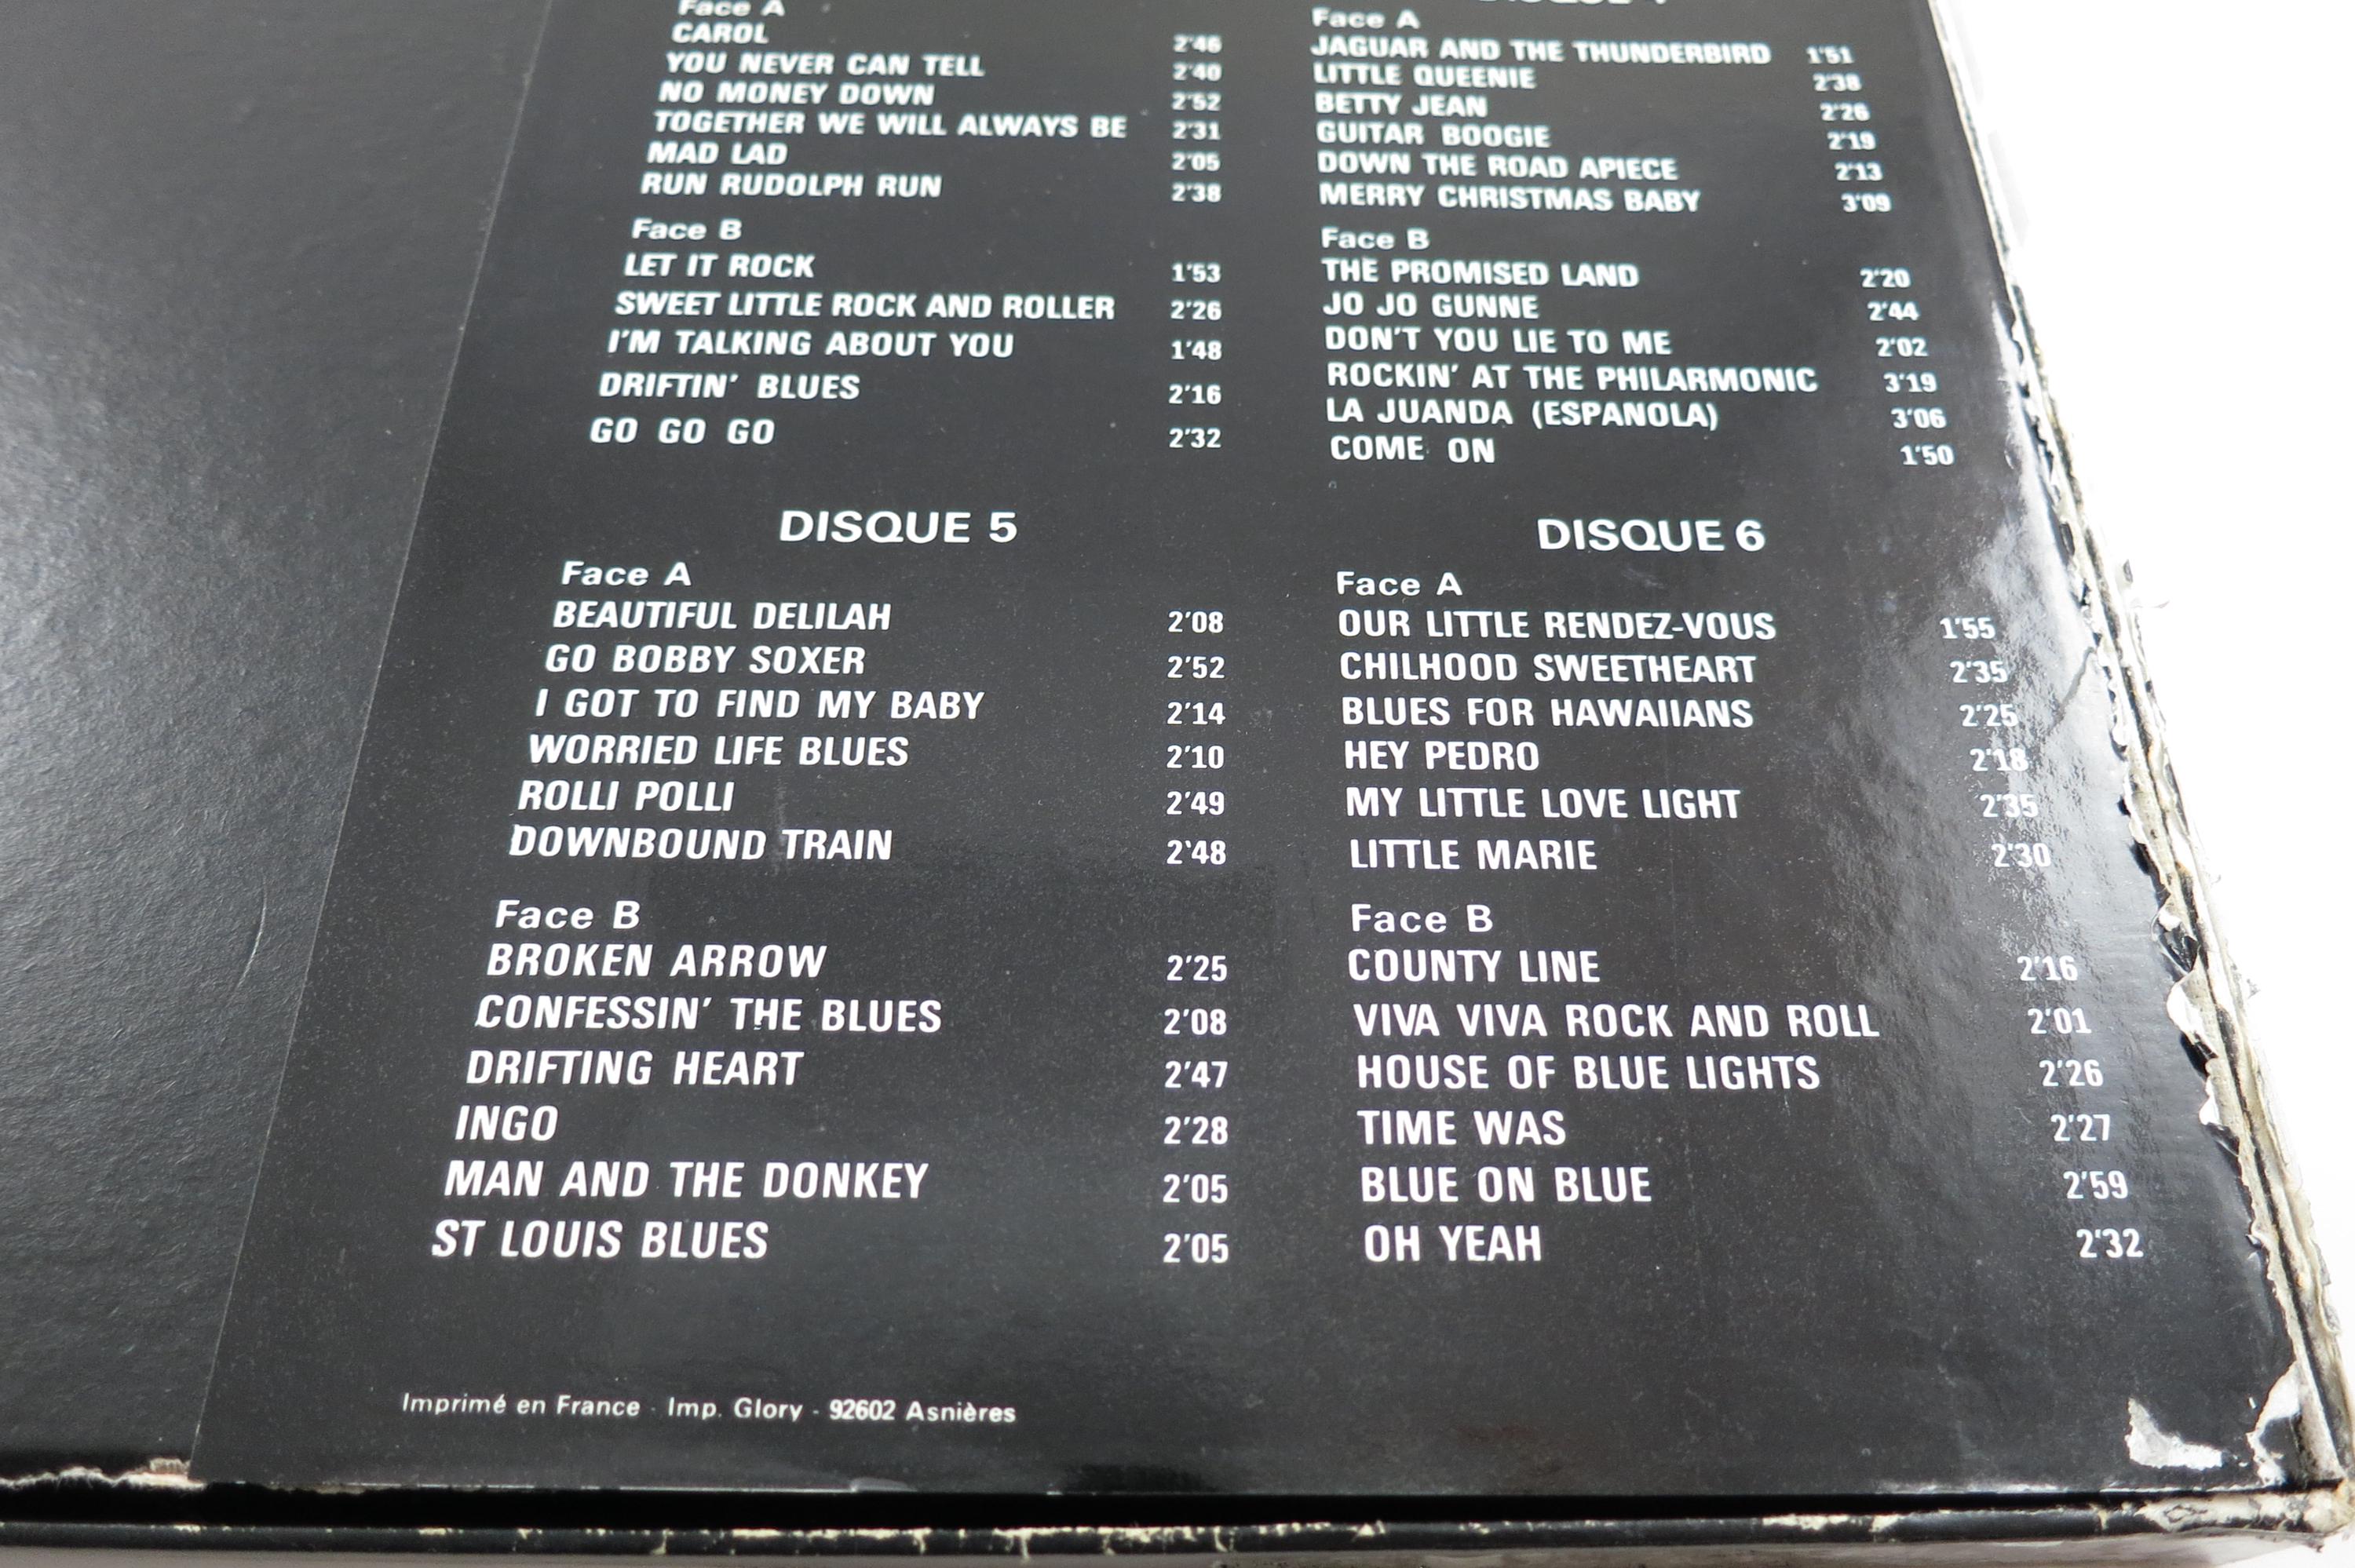 Face A
CAROL 2'46
YOU NEVER CAN TELL 2'40
NO MONEY DOWN 2'52
TOGETHER WE WILL ALWAYS BE 2'31
MAD LAD 2'05
RUN RUDOLPH RUN 2'38
Face B
LET IT ROCK 1'53
SWEET LITTLE ROCK AND ROLLER 2'26
I'M TALKING ABOUT YOU 1'48
DRIFTIN' BLUES 2'16
GO GO GO 2'32
Face A
JAGUAR AND THE THUNDERBIRD 1'51
LITTLE QUEENIE 2'38
BETTY JEAN 2'26
GUITAR BOOGIE 2'19
DOWN THE ROAD APIECE 2'13
MERRY CHRISTMAS BABY 3'09
Face B
THE PROMISED LAND 2'20
JO JO GUNNE 2'44
DON'T YOU LIE TO ME 2'02
ROCKIN' AT THE PHILARMONIC 3'19
LA JUANDA (ESPANOLA) 3'06
COME ON 1'50
DISQUE 5
Face A
BEAUTIFUL DELILAH 2'08
GO BOBBY SOXER 2'52
I GOT TO FIND MY BABY 2'14
WORRIED LIFE BLUES 2'10
ROLLI POLLI 2'49
DOWNBOUND TRAIN 2'48
Face B
BROKEN ARROW 2'25
CONFESSIN' THE BLUES 2'08
DRIFTING HEART 2'47
INGO 2'28
MAN AND THE DONKEY 2'05
ST LOUIS BLUES 2'05
DISQUE 6
Face A
OUR LITTLE RENDEZ-VOUS 1'55
CHILHOOD SWEETHEART 2'35
BLUES FOR HAWAIIANS 2'25
HEY PEDRO 2'18
MY LITTLE LOVE LIGHT 2'35
LITTLE MARIE 2'30
Face B
COUNTY LINE 2'16
VIVA VIVA ROCK AND ROLL 2'01
HOUSE OF BLUE LIGHTS 2'26
TIME WAS 2'27
BLUE ON BLUE 2'59
OH YEAH 2'32
Imprimé en France - Imp. Glory - 92602 Asnières